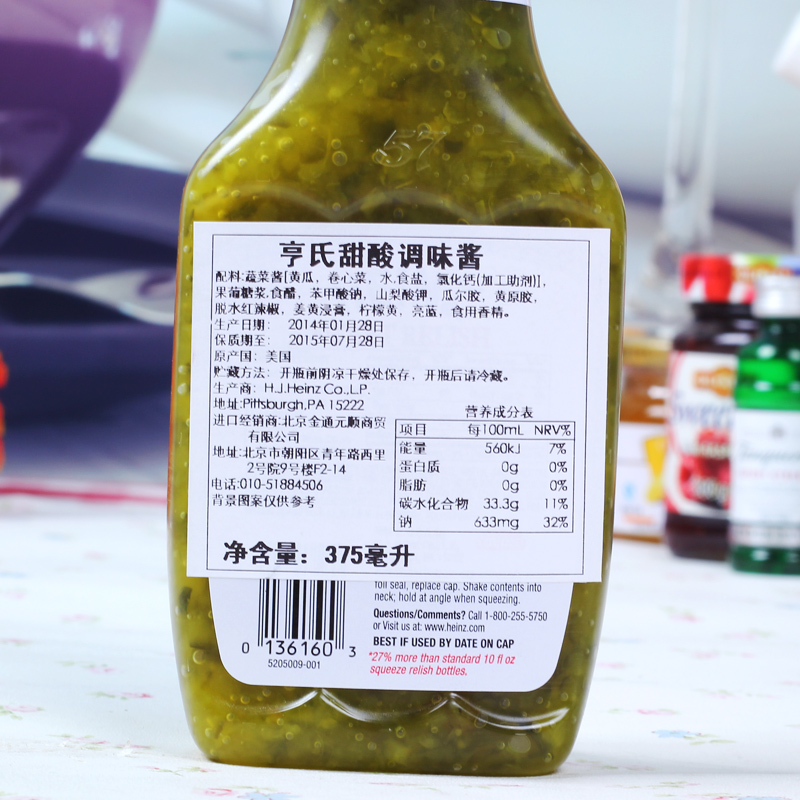 57
亨氏甜酸调味酱
配料:蔬菜酱[黄瓜，卷心菜，水,食盐，氯化钙(加工助剂)]，
果葡糖浆,食醋，苯甲酸钠，山梨酸钾，瓜尔胶，黄原胶，
脱水红辣椒，姜黄浸膏，柠檬黄，亮蓝，食用香精。
生产日期： 2014年01月28日
保质期至： 2015年07月28日
原产国：美国
贮藏方法：开瓶前阴凉干燥处保存，开瓶后请冷藏。
生产商：H.J.Heinz Co.,L.P.
地址:Pittsburgh,PA 15222
进口经销商:北京金通元顺商贸
有限公司
地址:北京市朝阳区青年路西里
2号院9号楼F2-14
电话:010-51884506
背景图案仅供参考
营养成分表
项目 每100mL NRV%
能量 560kJ 7%
蛋白质 0g 0%
脂肪 0g 0%
碳水化合物 33.3g 11%
钠 633mg 32%
净含量：375毫升
foil seal, replace cap. Shake contents into
neck; hold at angle when squeezing.
Questions/Comments? Call 1-800-255-5750
or Visit us at: www.heinz.com
BEST IF USED BY DATE ON CAP
*27% more than standard 10 fl oz
squeeze relish bottles.
0 136160 3
5205009-001